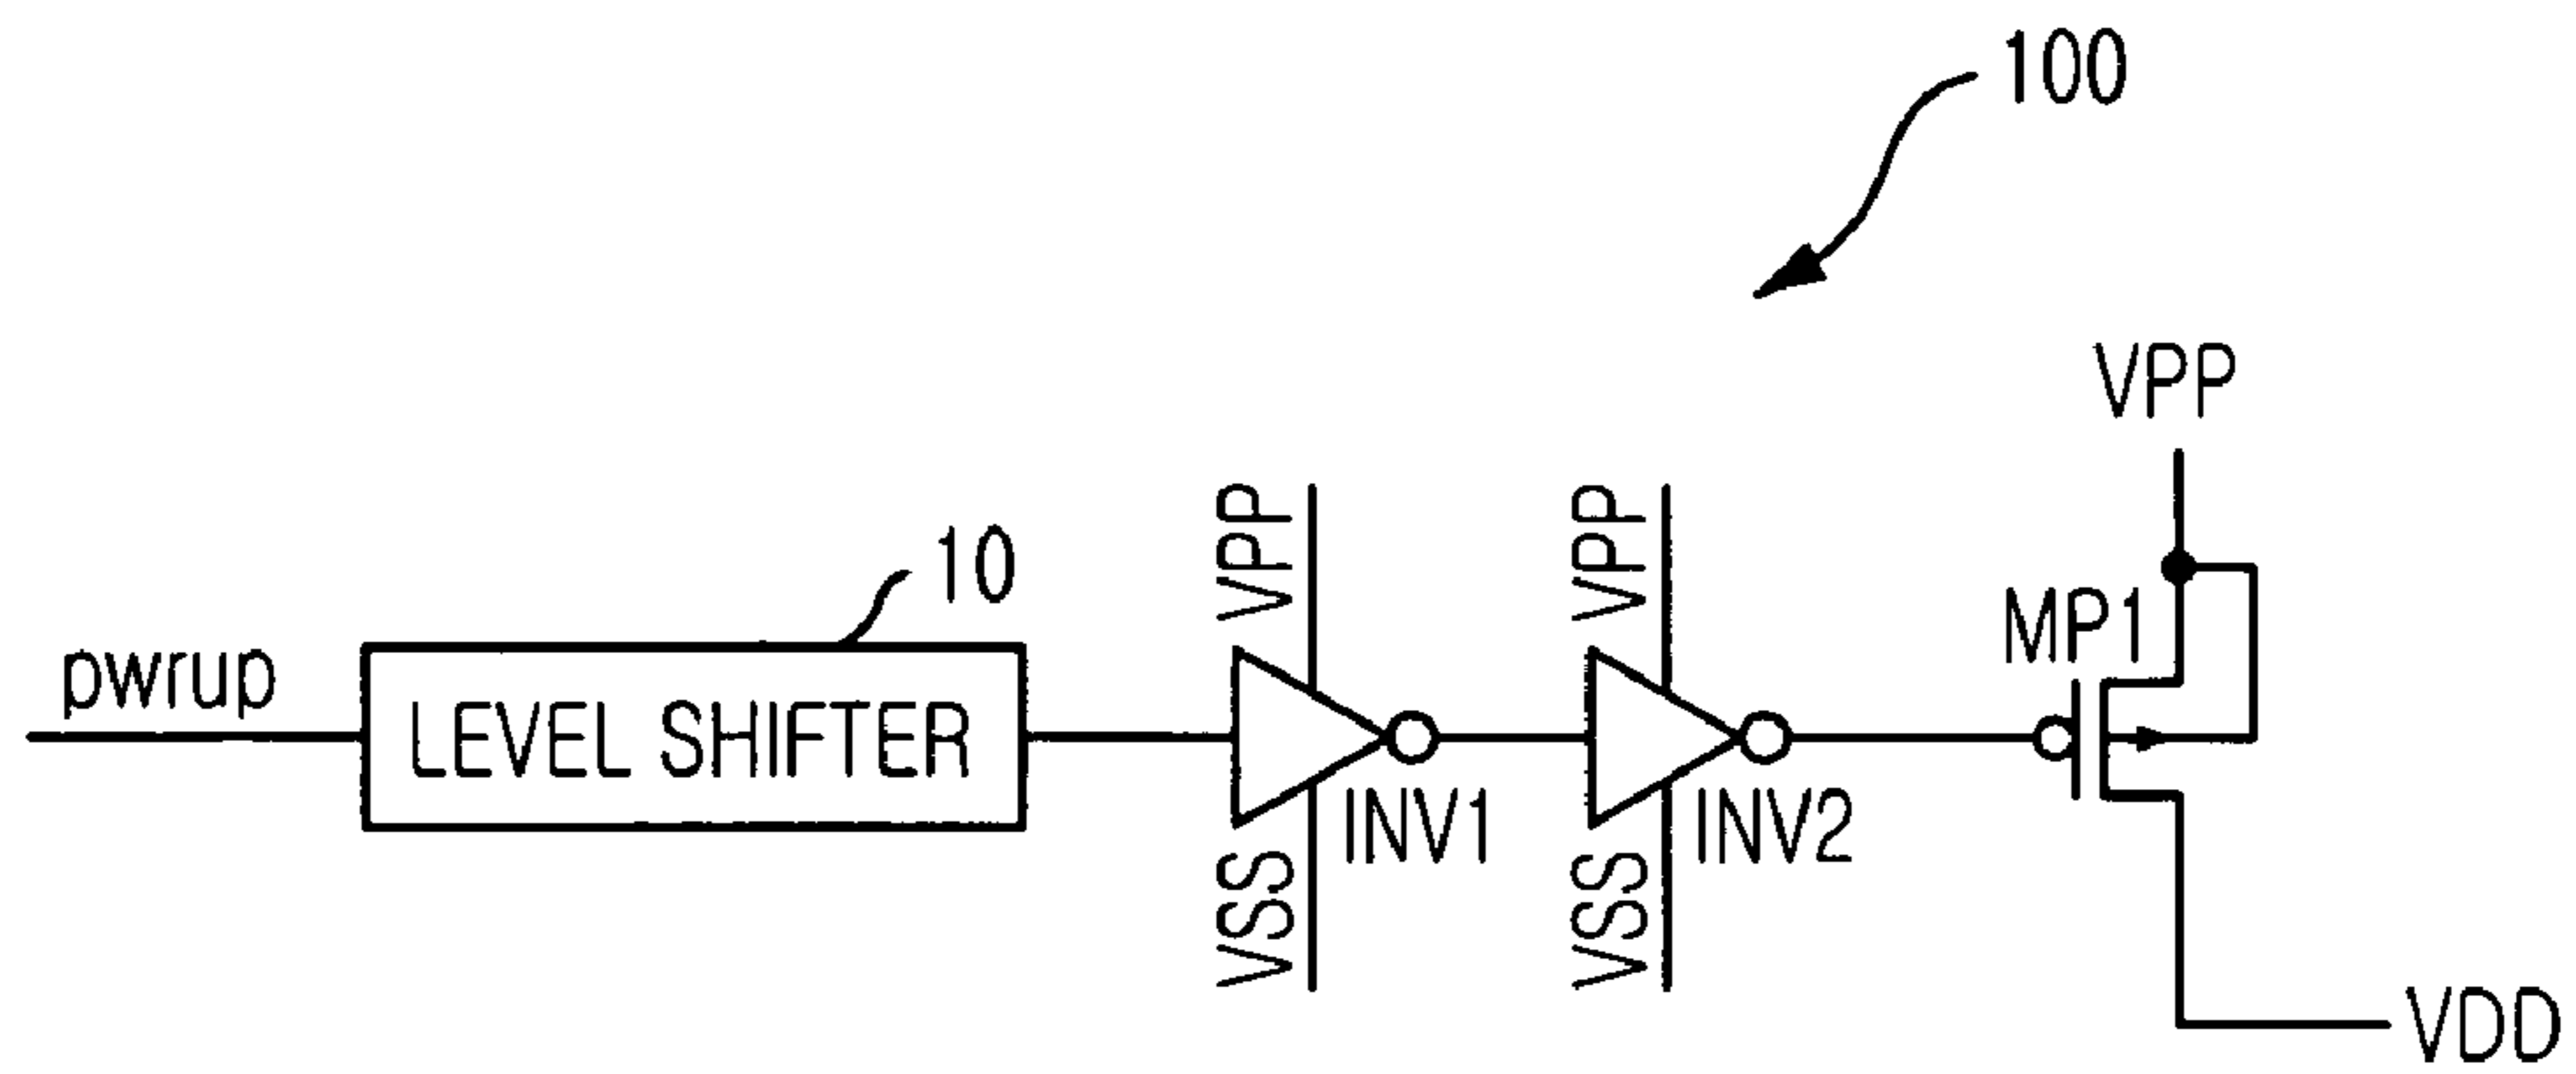 100
VPP
10
VPP
VPP
MP1
pwrup
LEVEL SHIFTER
INV1
INV2
VSS
VSS
VDD